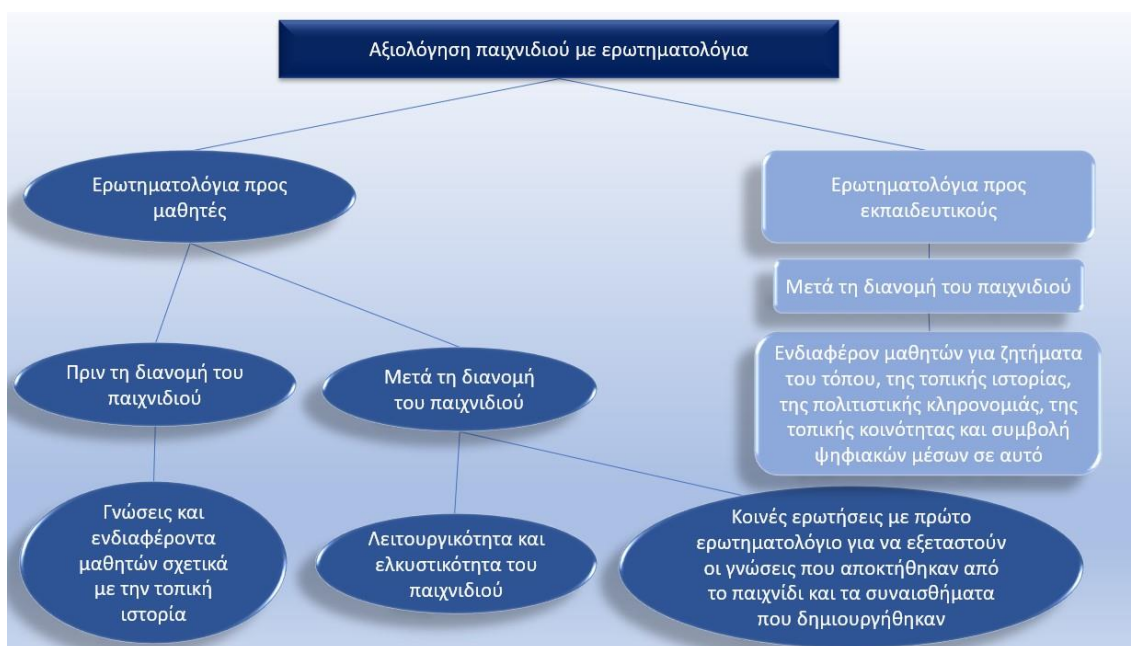 Αξιολόγηση παιχνιδιού με ερωτηματολόγια
Ερωτηματολόγια προς
μαθητές
Ερωτηματολόγια προς
εκπαιδευτικούς
Μετά τη διανομή του παιχνιδιού
Πριν τη διανομή του
παιχνιδιού
Μετά τη διανομή
του παιχνιδιού
Ενδιαφέρον μαθητών για ζητήματα
του τόπου, της τοπικής ιστορίας,
της πολιτιστικής κληρονομιάς, της
τοπικής κοινότητας και συμβολή
ψηφιακών μέσων σε αυτό
Γνώσεις και
ενδιαφέροντα
μαθητών σχετικά
με την τοπική
ιστορία
Λειτουργικότητα και
ελκυστικότητα του
παιχνιδιού
Κοινές ερωτήσεις με πρώτο
ερωτηματολόγιο για να εξεταστούν
οι γνώσεις που αποκτήθηκαν από
το παιχνίδι και τα συναισθήματα
που δημιουργήθηκαν